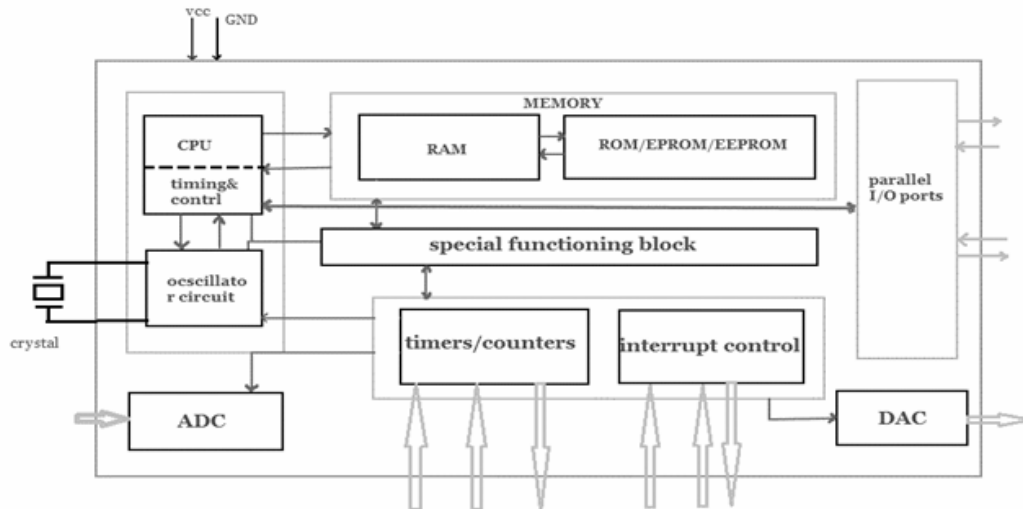 vcc
GND
MEMORY
CPU
RAM
ROM/EPROM/EEPROM
timing&
contrl
parallel
I/O ports
special functioning block
ocscillato
r circuit
crystal
timers/counters
interrupt control
ADC
DAC